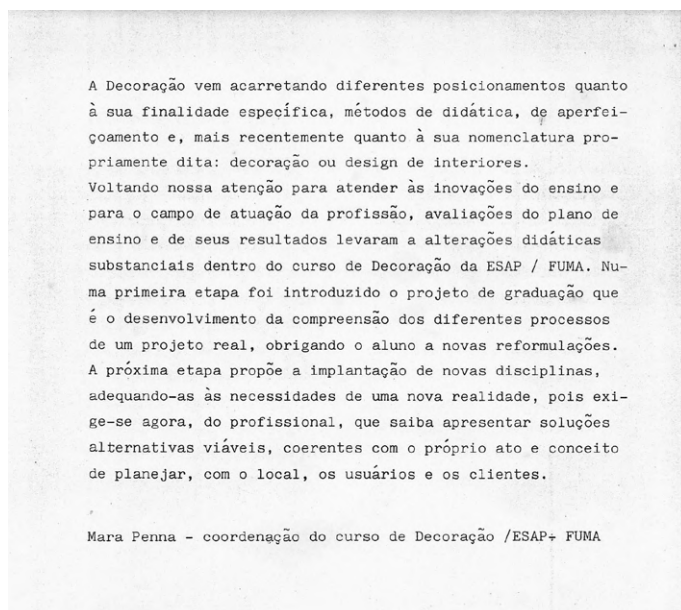 A Decoração vem acarretando diferentes posicionamentos quanto
à sua finalidade específica, métodos de didática, de aperfei-
çoamento e, mais recentemente quanto à sua nomenclatura pro-
priamente dita: decoração ou design de interiores.
Voltando nossa atenção para atender às inovações do ensino e
para o campo de atuação da profissão, avaliações do plano de
ensino e de seus resultados levaram a alterações didáticas
substanciais dentro do curso de Decoração da ESAP / FUMA. Nu-
ma primeira etapa foi introduzido o projeto de graduação que
é o desenvolvimento da compreensão dos diferentes processos
de um projeto real, obrigando o aluno a novas reformulações.
A próxima etapa propõe a implantação de novas disciplinas,
adequando-as às necessidades de uma nova realidade, pois exi-
ge-se agora, do profissional, que saiba apresentar soluções
alternativas viáveis, coerentes com o próprio ato e conceito
de planejar, com o local, os usuários e os clientes.
Mara Penna - coordenação do curso de Decoração /ESAP÷ FUMA